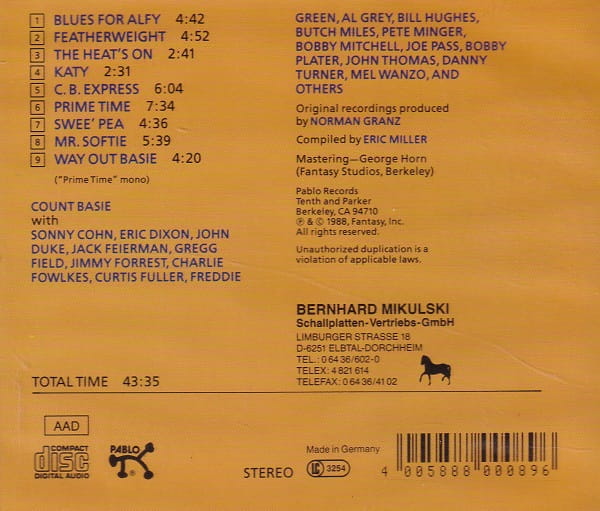 1 BLUES FOR ALFY 4:42
2 FEATHERWEIGHT 4:52
3 THE HEAT'S ON 2:41
4 KATY 2:31
5 C.B. EXPRESS 6:04
6 PRIME TIME 7:34
7 SWEE' PEA 4:36
8 MR. SOFTIE 5:39
9 WAY OUT BASIE 4:20
("Prime Time" mono)
COUNT BASIE
with
SONNY COHN, ERIC DIXON, JOHN
DUKE, JACK FEIERMAN, GREGG
FIELD, JIMMY FORREST, CHARLIE
FOWLKES, CURTIS FULLER, FREDDIE
GREEN, AL GREY, BILL HUGHES,
BUTCH MILES, PETE MINGER,
BOBBY MITCHELL, JOE PASS, BOBBY
PLATER, JOHN THOMAS, DANNY
TURNER, MEL WANZO, AND
OTHERS
Original recordings produced
by NORMAN GRANZ
Compiled by ERIC MILLER
Mastering—George Horn
(Fantasy Studios, Berkeley)
Pablo Records
Tenth and Parker
Berkeley, CA 94710
℗ & © 1988, Fantasy, Inc.
All rights reserved.
Unauthorized duplication is a
violation of applicable laws.
BERNHARD MIKULSKI
Schallplatten-Vertriebs-GmbH
LIMBURGER STRASSE 18
D-6251 ELBTAL-DORCHHEIM
TEL.: 0 64 36/602-0
TELEX: 4 821 614
TELEFAX: 0 64 36/41 02
TOTAL TIME 43:35
AAD
COMPACT
disc
DIGITAL AUDIO
PABLO
®
STEREO
Made in Germany
LC 3254
4 005888 000896